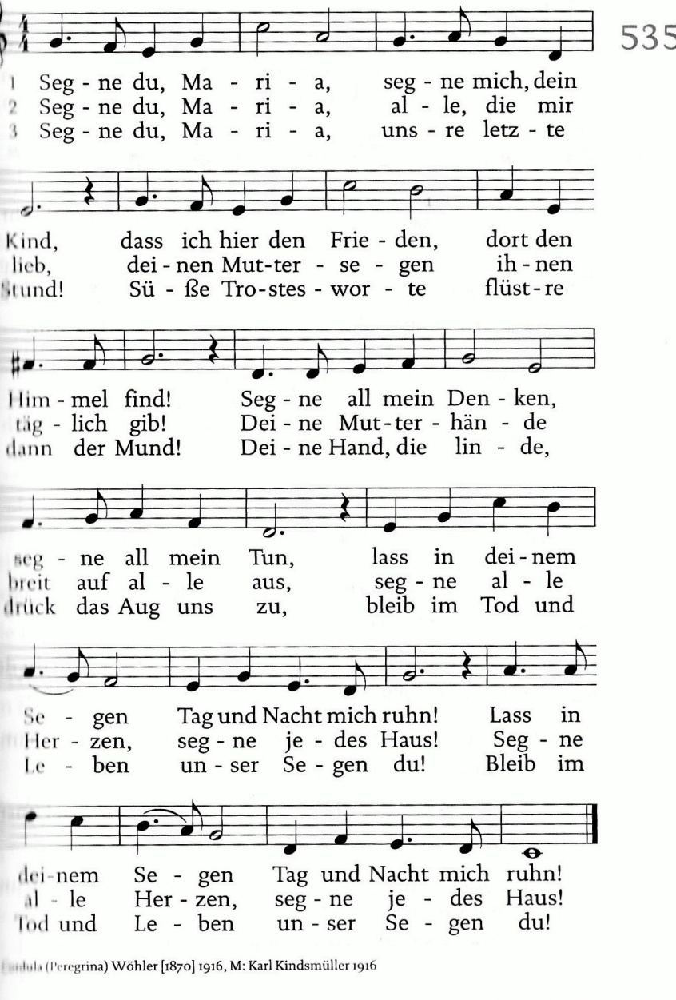 535
1 Seg - ne du, Ma - ri - a, seg - ne mich, dein
2 Seg - ne du, Ma - ri - a, al - le, die mir
3 Seg - ne du, Ma - ri - a, uns - re letz - te
Kind, dass ich hier den Frie - den, dort den
lieb, dei - nen Mut-ter - se - gen ih - nen
Stund! Sü - ße Tro-stes - wor - te flüst - re
Him - mel find! Seg - ne all mein Den - ken,
täg - lich gib! Dei - ne Mut-ter - hän - de
dann der Mund! Dei - ne Hand, die lin - de,
seg - ne all mein Tun, lass in dei - nem
breit auf al - le aus, seg - ne al - le
drück das Aug uns zu, bleib im Tod und
Se - gen Tag und Nacht mich ruhn! Lass in
Her - zen, seg - ne je - des Haus! Seg - ne
Le - ben un - ser Se - gen du! Bleib im
dei-nem Se - gen Tag und Nacht mich ruhn!
al - le Her - zen, seg - ne je - des Haus!
Tod und Le - ben un - ser Se - gen du!
(Peregrina) Wöhler [1870] 1916, M: Karl Kindsmüller 1916